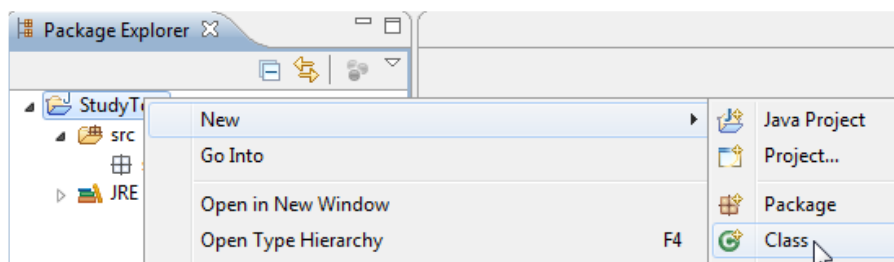 Package Explorer
StudyT
New
Java Project
src
Go Into
Project...
JRE
Open in New Window
Package
Open Type Hierarchy F4
Class